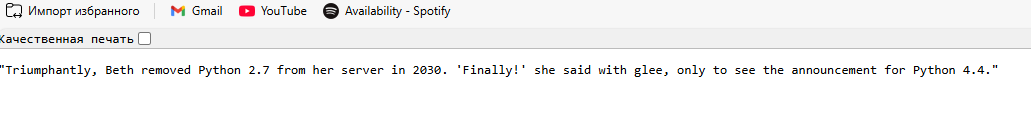 Импорт избранного Gmail YouTube Availability - Spotify
Качественная печать
"Triumphantly, Beth removed Python 2.7 from her server in 2030. 'Finally!' she said with glee, only to see the announcement for Python 4.4."